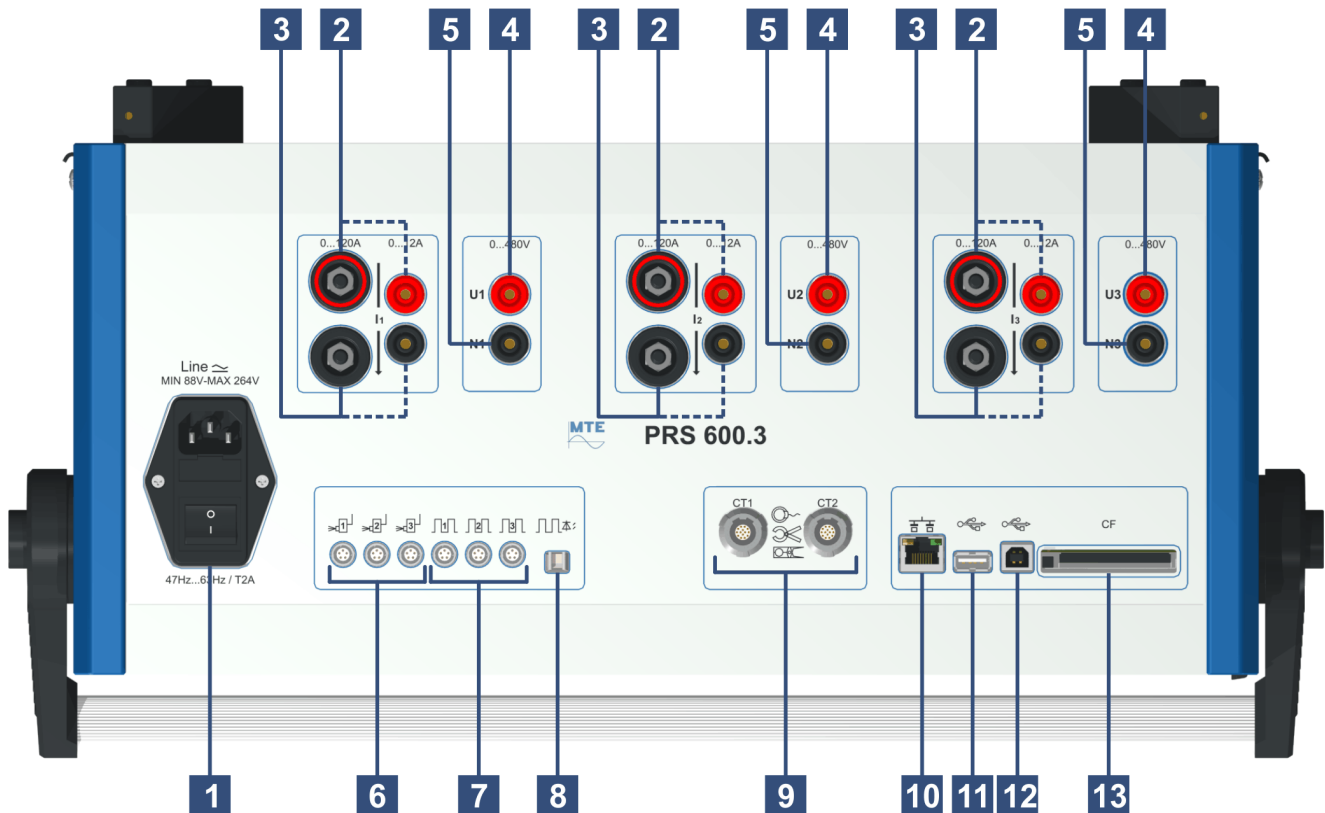 3 2 5 4 3 2 5 4 3 2 5 4
0...120A 0...12A 0...480V 0...120A 0...12A 0...480V 0...120A 0...12A 0...480V
U1 U2 U3
I1 I2 I3
N1 N2 N3
Line
MIN 88V-MAX 264V
MTE PRS 600.3
O
I
CT1 CT2
1 2 3 1 2 3
CF
47Hz...63Hz / T2A
1 6 7 8 9 10 11 12 13